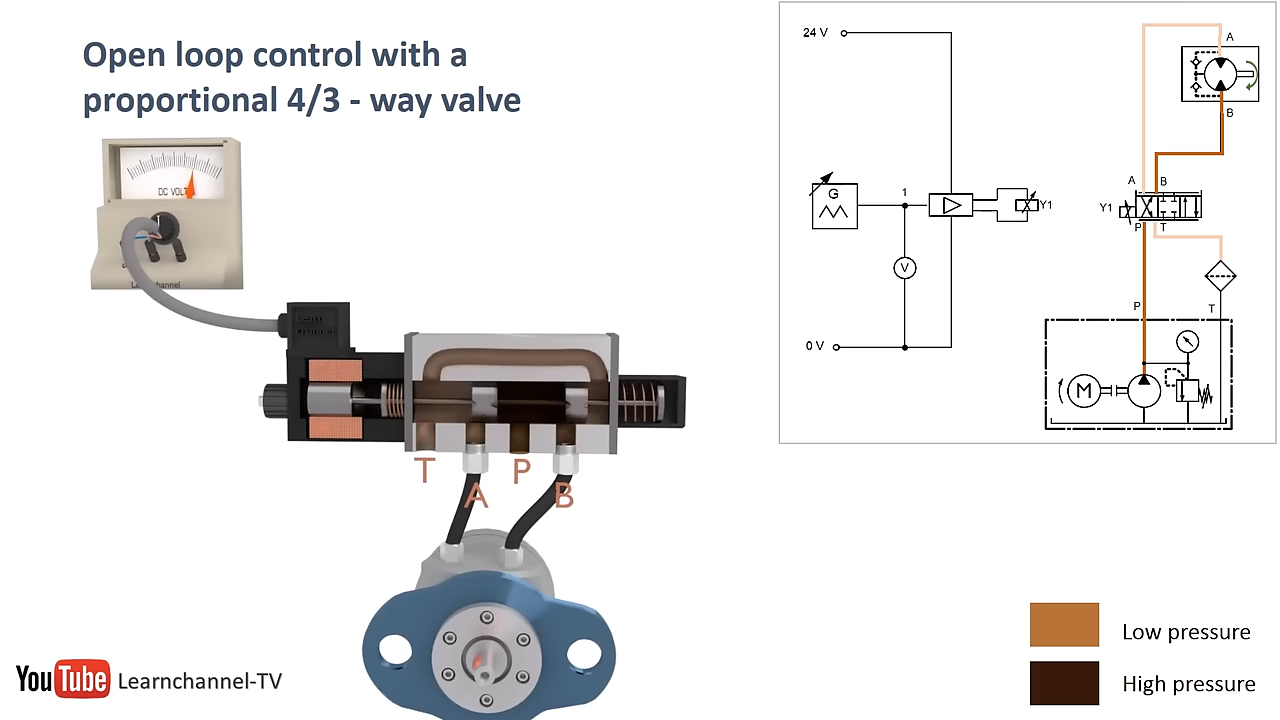 Open loop control with a
proportional 4/3 - way valve
DC VOLT
T
A
P
B
YouTube Learnchannel-TV
24 V
G
1
Y1
V
0 V
A
B
A
B
Y1
P
T
P
T
M
Low pressure
High pressure